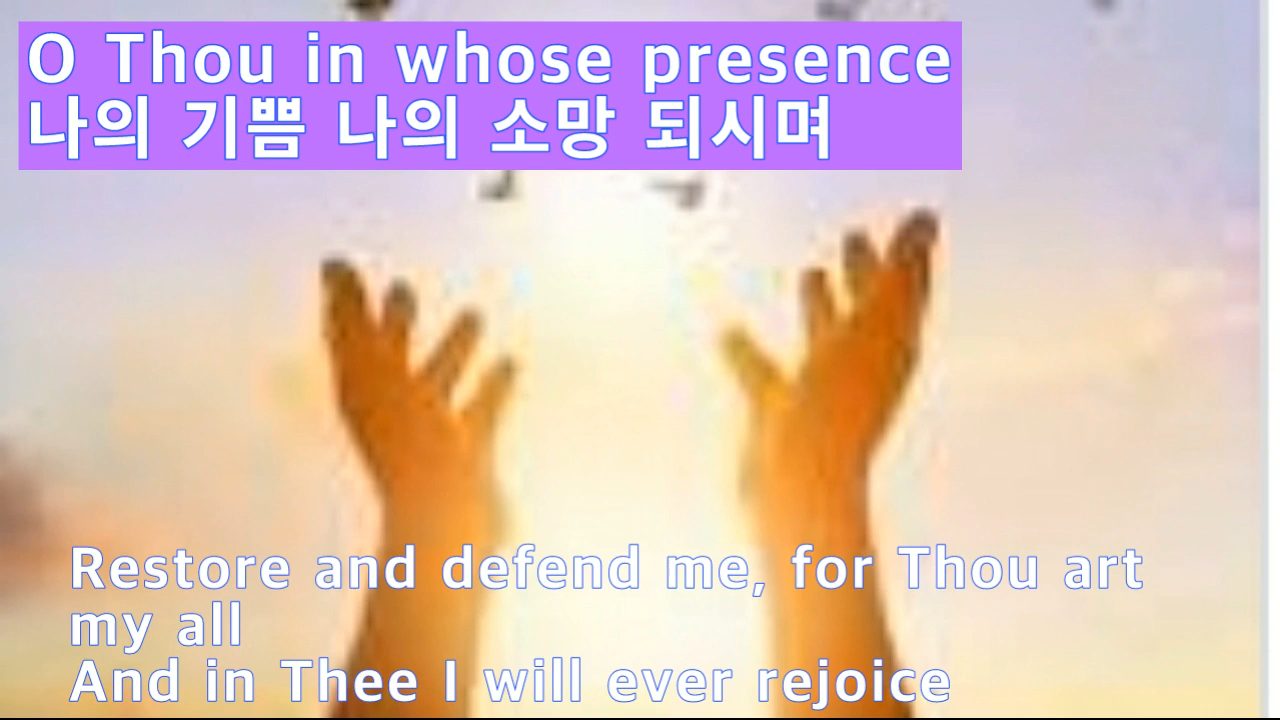 O Thou in whose presence
나의 기쁨 나의 소망 되시며
Restore and defend me, for Thou art
my all
And in Thee I will ever rejoice